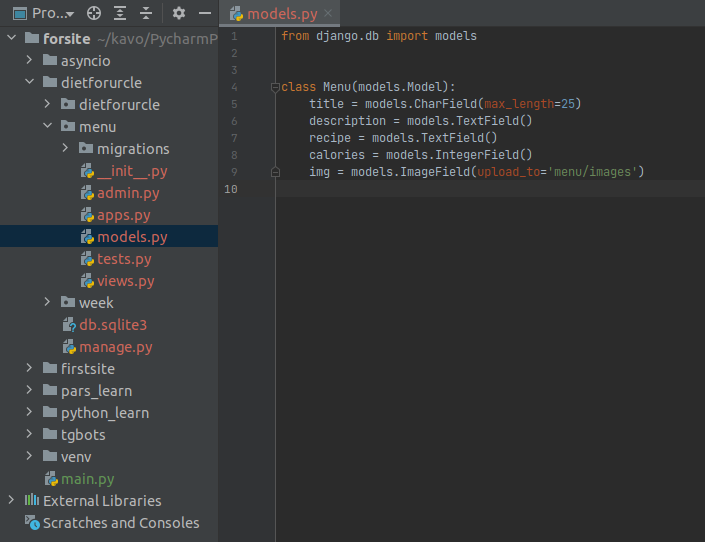 Pro...
forsite ~/kavo/PycharmP
asyncio
dietforurcle
dietforurcle
menu
migrations
__init__.py
admin.py
apps.py
models.py
tests.py
views.py
week
db.sqlite3
manage.py
firstsite
pars_learn
python_learn
tgbots
venv
main.py
External Libraries
Scratches and Consoles
models.py
1 from django.db import models
2
3
4 class Menu(models.Model):
5     title = models.CharField(max_length=25)
6     description = models.TextField()
7     recipe = models.TextField()
8     calories = models.IntegerField()
9     img = models.ImageField(upload_to='menu/images')
10